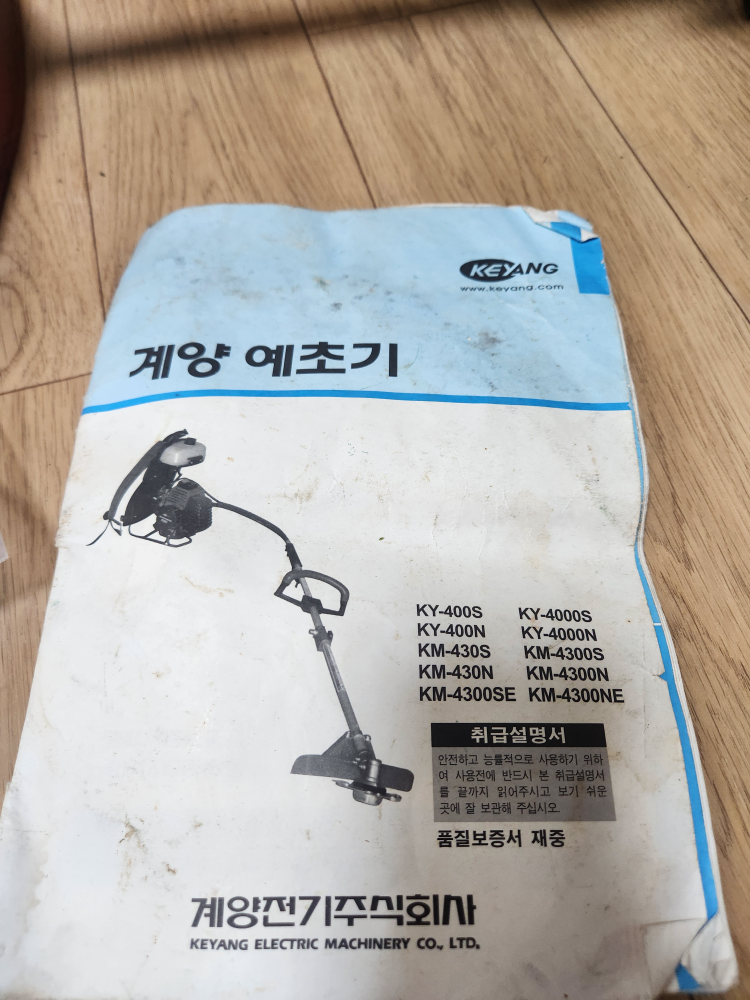 KEYANG
www.keyang.com
계양 예초기
KY-400S KY-4000S
KY-400N KY-4000N
KM-430S KM-4300S
KM-430N KM-4300N
KM-4300SE KM-4300NE
취급설명서
안전하고 능률적으로 사용하기 위하
여 사용전에 반드시 본 취급설명서
를 끝까지 읽어주시고 보기 쉬운
곳에 잘 보관해 주십시오.
품질보증서 재중
계양전기주식회사
KEYANG ELECTRIC MACHINERY CO., LTD.